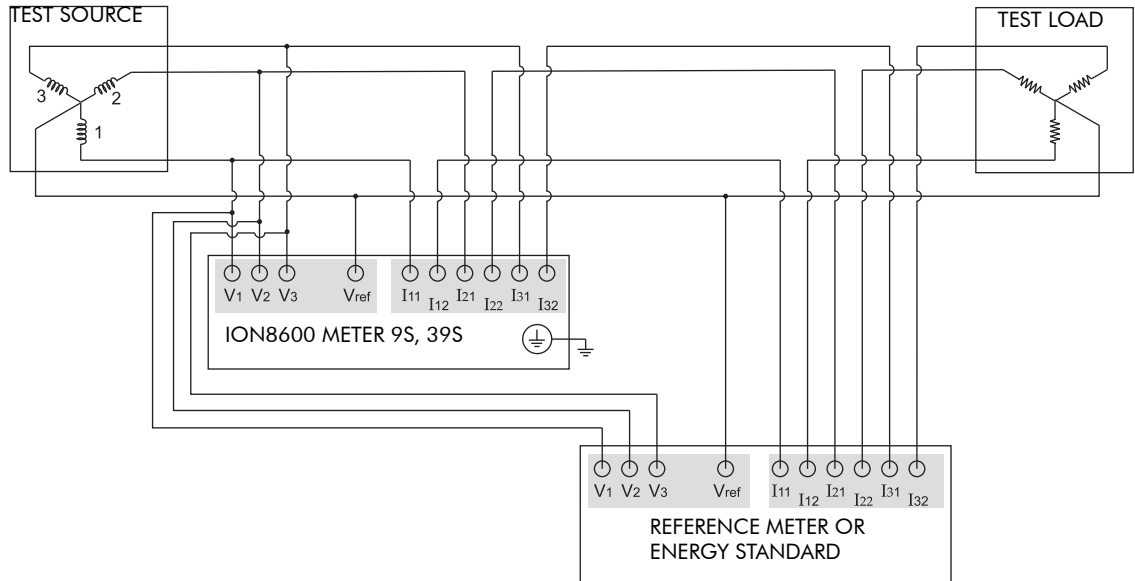 TEST SOURCE
TEST LOAD
3
2
1
V1 V2 V3 Vref I11 I12 I21 I22 I31 I32
ION8600 METER 9S, 39S
V1 V2 V3 Vref I11 I12 I21 I22 I31 I32
REFERENCE METER OR
ENERGY STANDARD